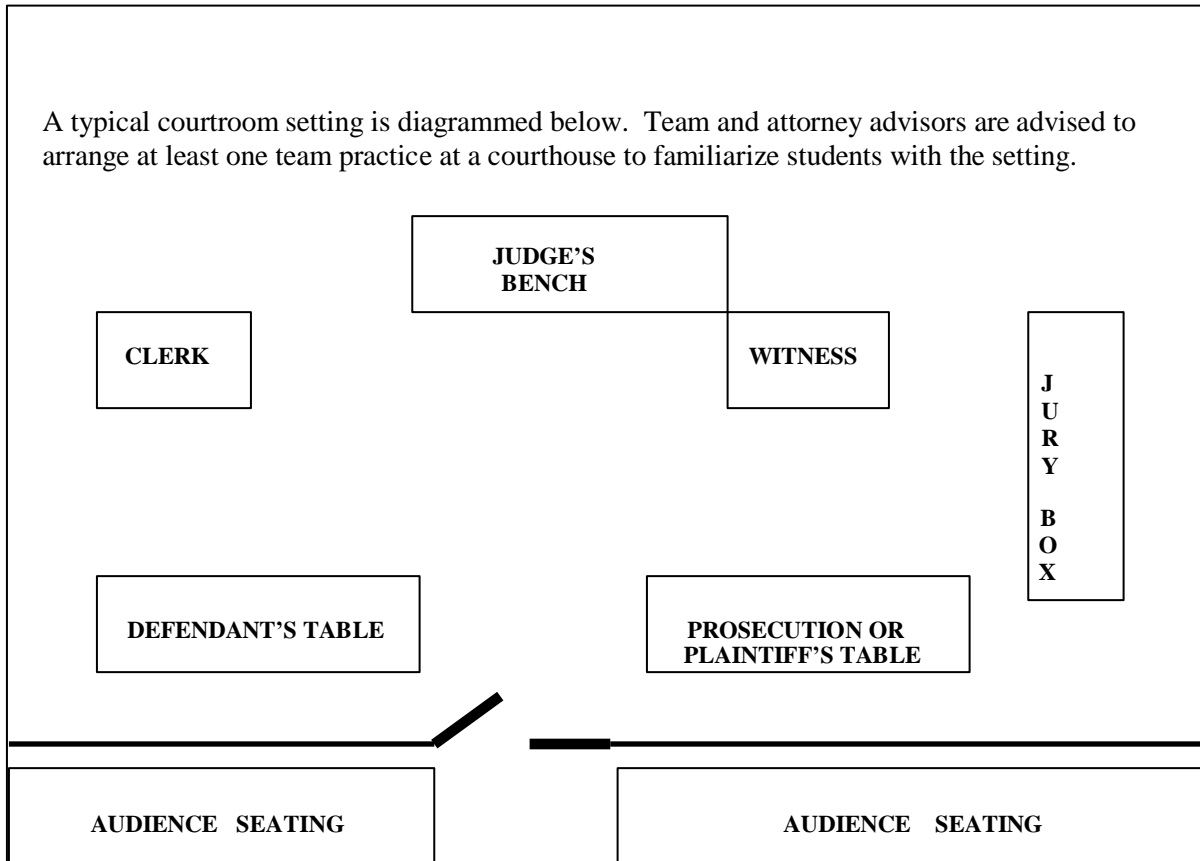 A typical courtroom setting is diagrammed below.  Team and attorney advisors are advised to
arrange at least one team practice at a courthouse to familiarize students with the setting.
JUDGE’S
BENCH
CLERK
WITNESS
J
U
R
Y
B
O
X
DEFENDANT’S TABLE
PROSECUTION OR
PLAINTIFF’S TABLE
AUDIENCE SEATING
AUDIENCE SEATING